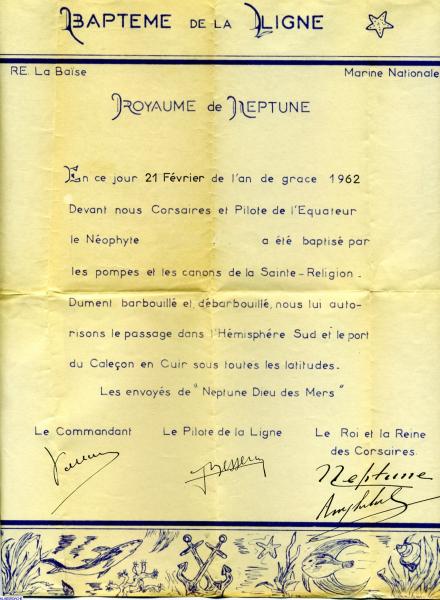 BAPTEME DE LA LIGNE
RE. La Baïse Marine Nationale
ROYAUME de NEPTUNE
En ce jour 21 Février de l'an de grace 1962
Devant nous Corsaires et Pilote de l'Equateur
le Néophyte a été baptisé par
les pompes et les canons de la Sainte-Religion.
Dument barbouillé et, débarbouillé, nous lui auto-
risons le passage dans l'Hémisphére Sud et le port
du Caleçon en Cuir sous toutes les latitudes.
Les envoyés de "Neptune Dieu des Mers"
Le Commandant Le Pilote de la Ligne Le Roi et la Reine
des Corsaires.
Neptune